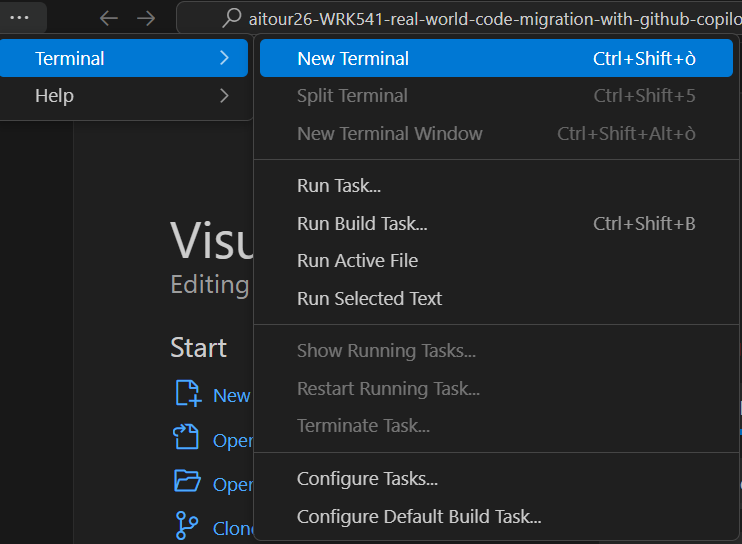 aitour26-WRK541-real-world-code-migration-with-github-copilo
Terminal
Help
New Terminal Ctrl+Shift+ò
Split Terminal Ctrl+Shift+5
New Terminal Window Ctrl+Shift+Alt+ò
Run Task...
Run Build Task... Ctrl+Shift+B
Run Active File
Run Selected Text
Show Running Tasks...
Restart Running Task...
Terminate Task...
Configure Tasks...
Configure Default Build Task...
Visu
Editing
Start
New
Open
Open
Clone